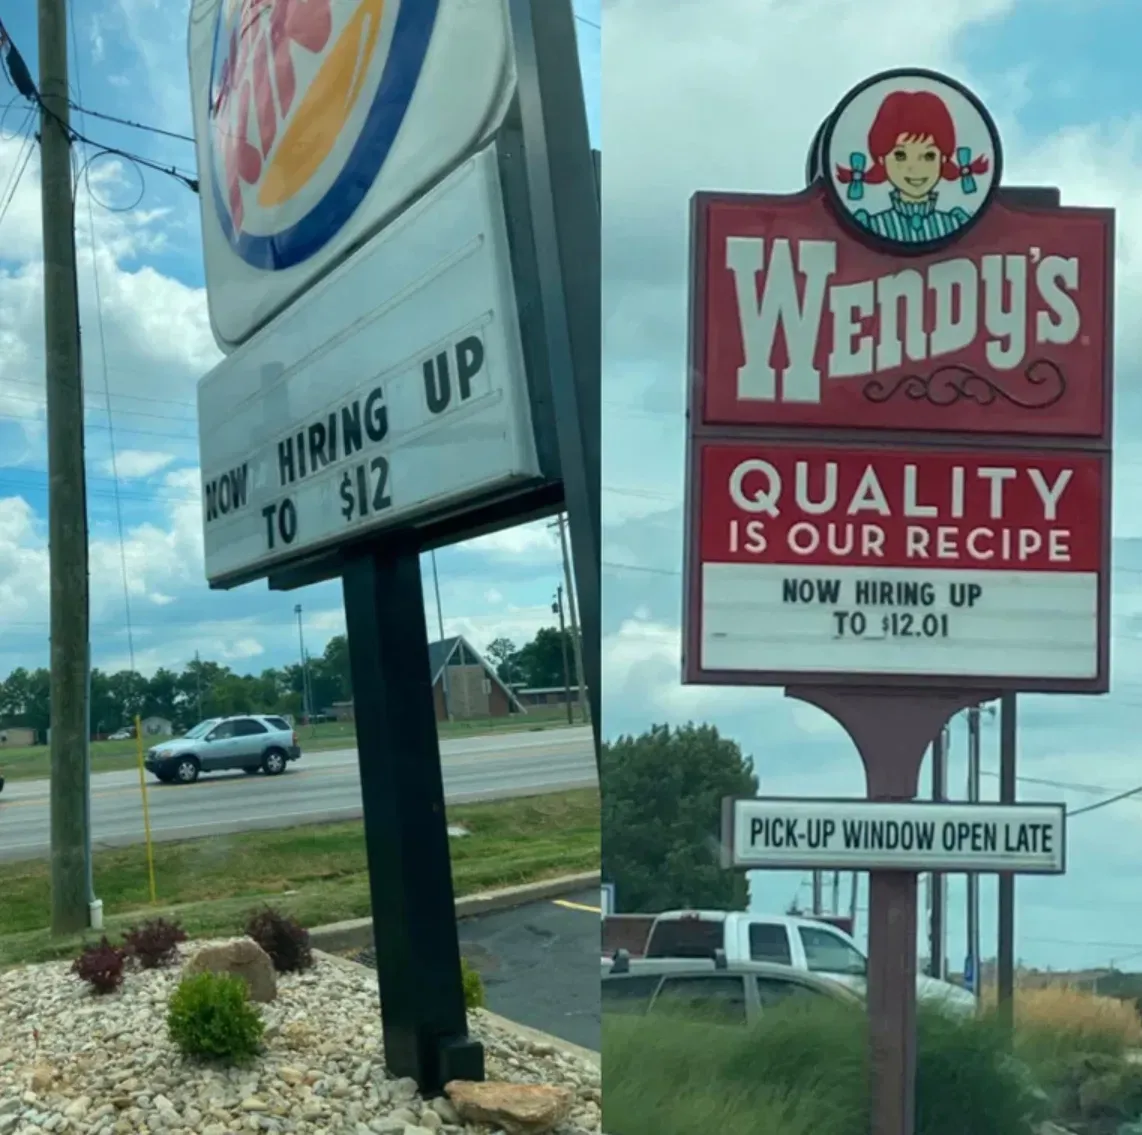 KING
NOW HIRING UP
TO $12
WENDY'S
QUALITY
IS OUR RECIPE
NOW HIRING UP
TO $12.01
PICK-UP WINDOW OPEN LATE